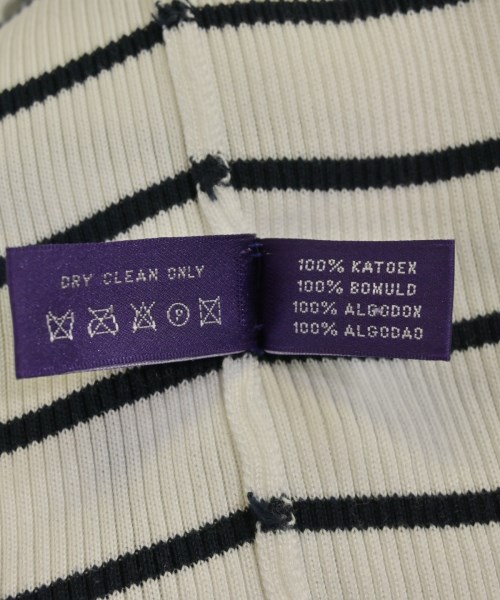 DRY CLEAN ONLY
P
100% KATOEN
100% BOMULD
100% ALGODON
100% ALGODAO